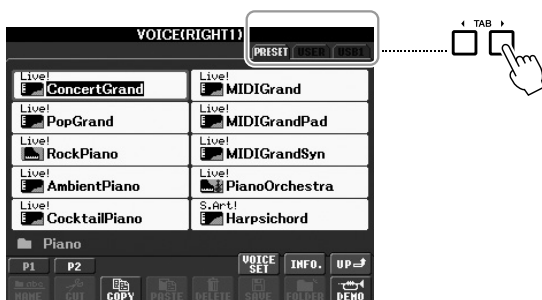 VOICE(RIGHT1)
PRESET USER USB1
TAB
Live! Live!
ConcertGrand MIDIGrand
Live! Live!
PopGrand MIDIGrandPad
Live! Live!
RockPiano MIDIGrandSyn
Live! Live!
AmbientPiano PianoOrchestra
Live! S.Art!
CocktailPiano Harpsichord
Piano
P1 P2 VOICE SET INFO. UP
NAME CUT COPY PASTE DELETE SAVE FOLDER DEMO